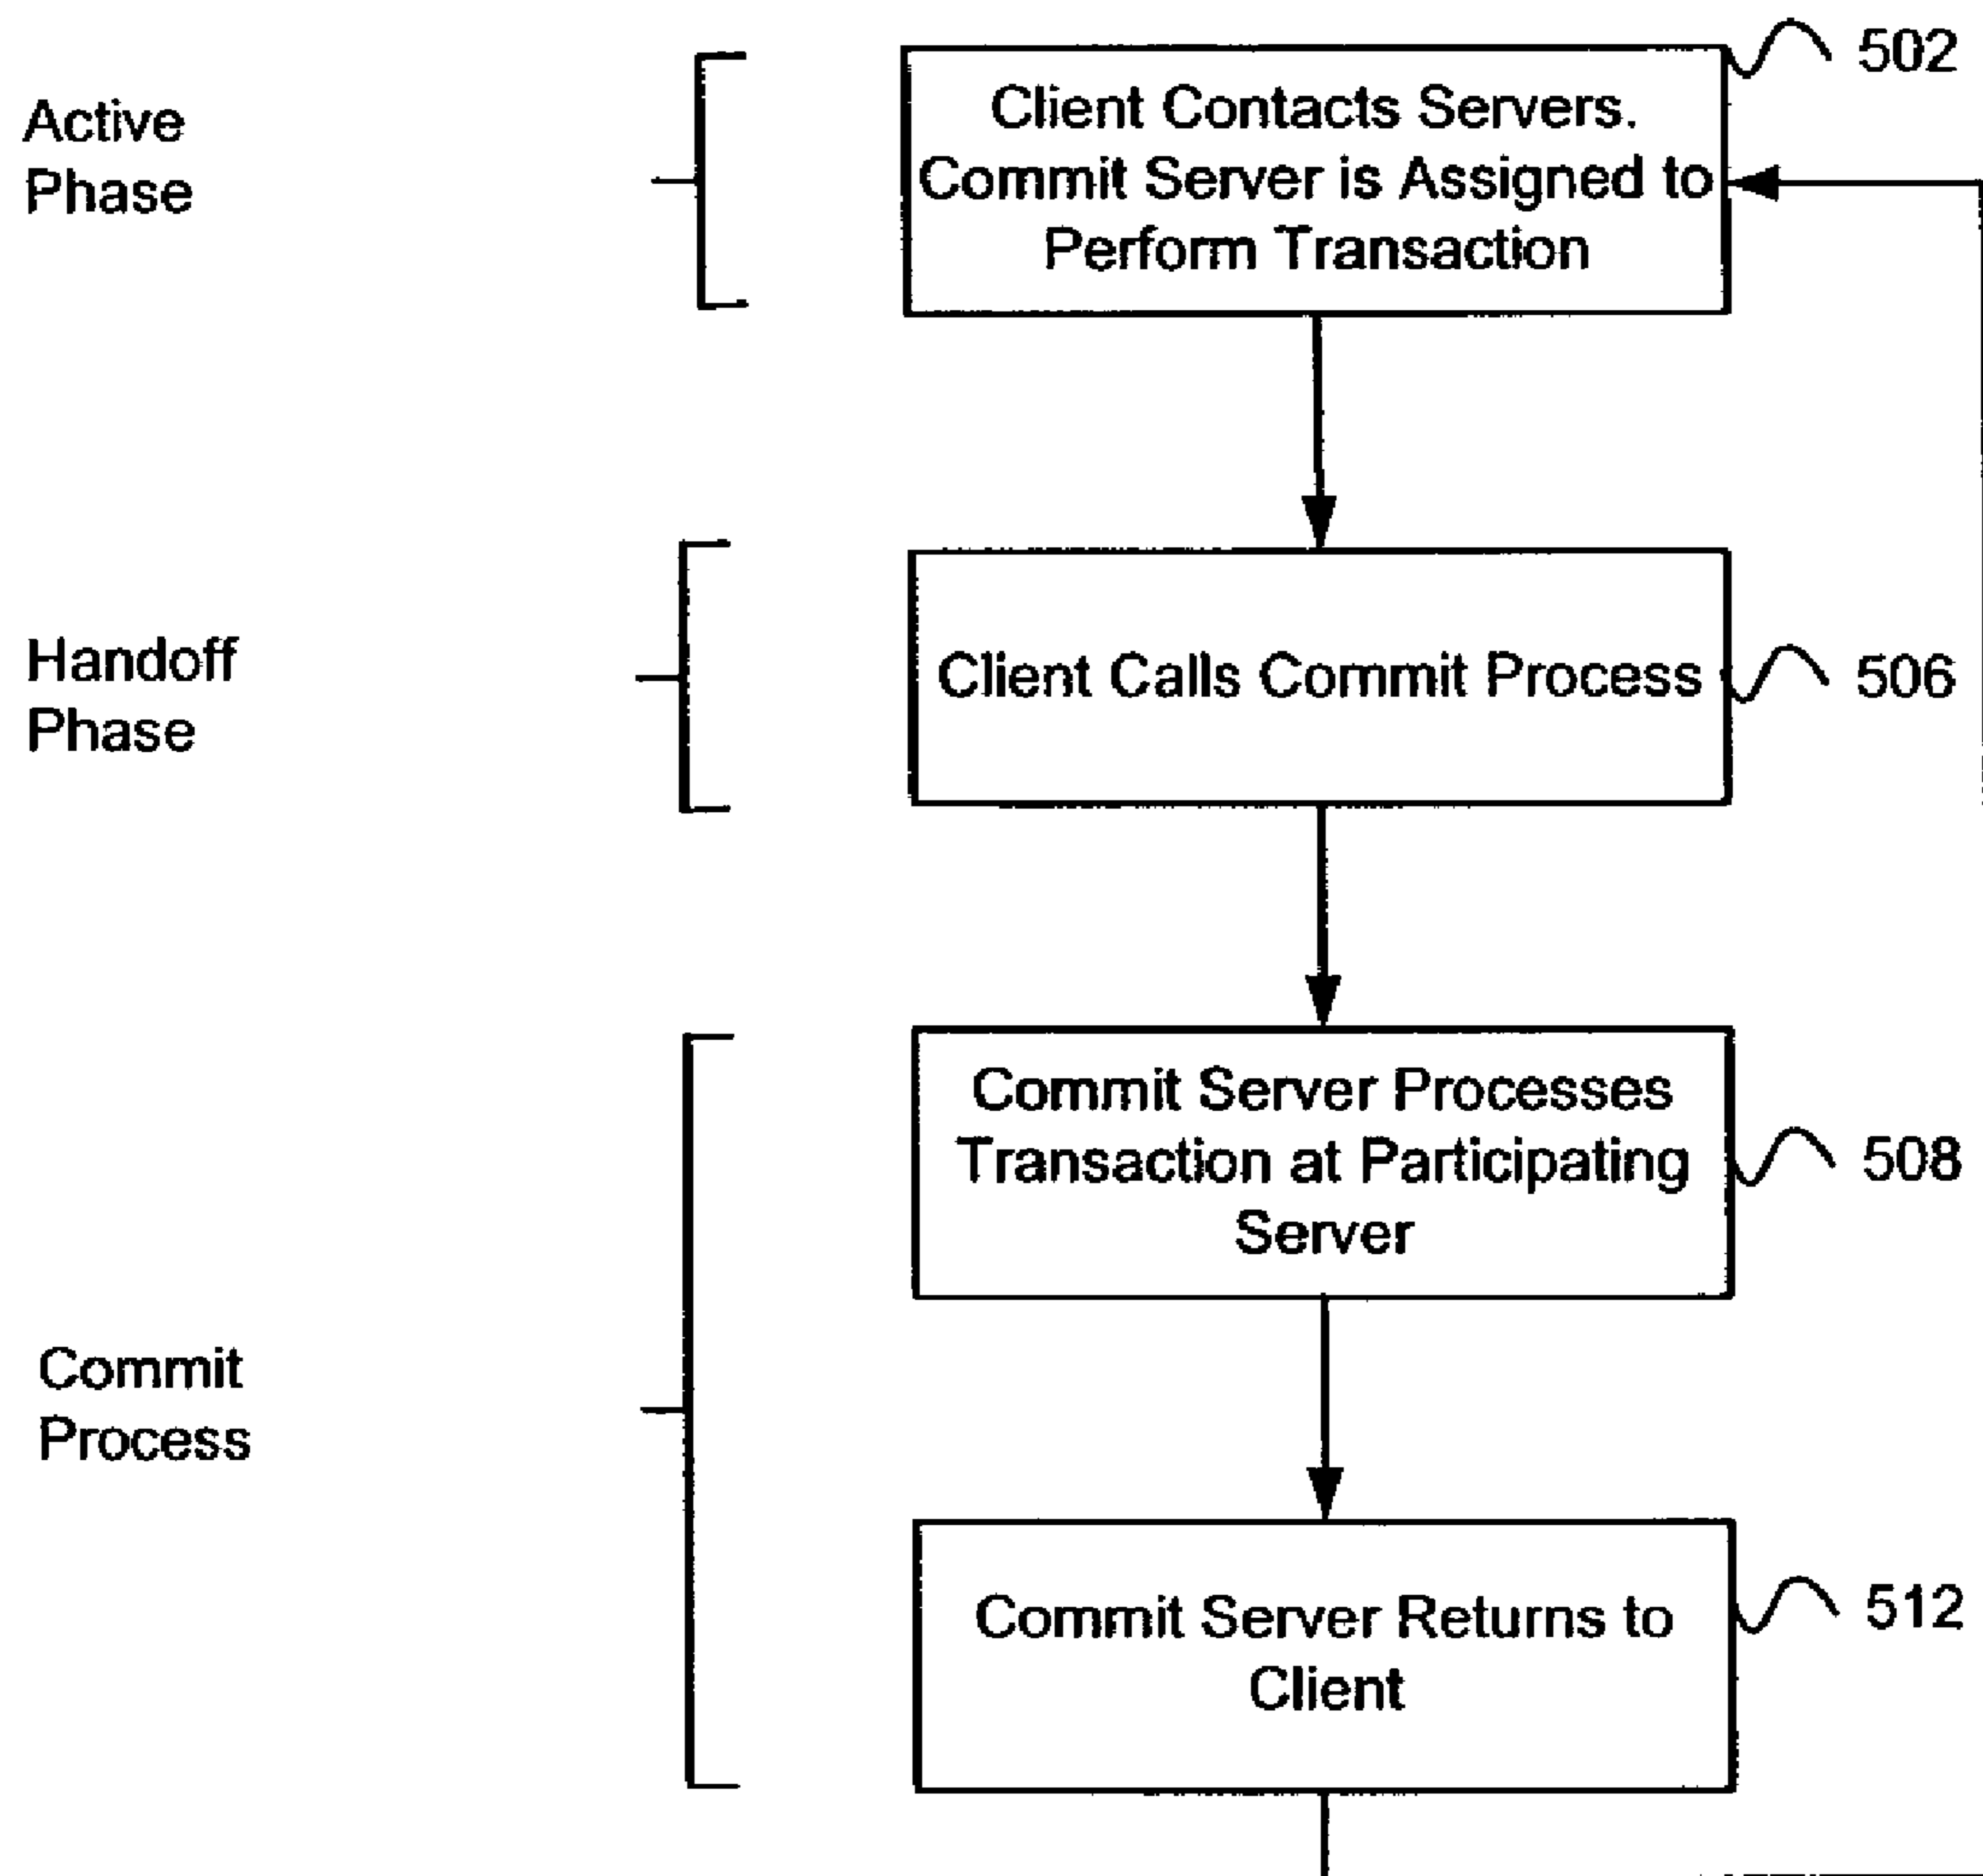 Active
Phase
Client Contacts Servers.
Commit Server is Assigned to
Perform Transaction
502
Handoff
Phase
Client Calls Commit Process
506
Commit
Process
Commit Server Processes
Transaction at Participating
Server
508
Commit Server Returns to
Client
512